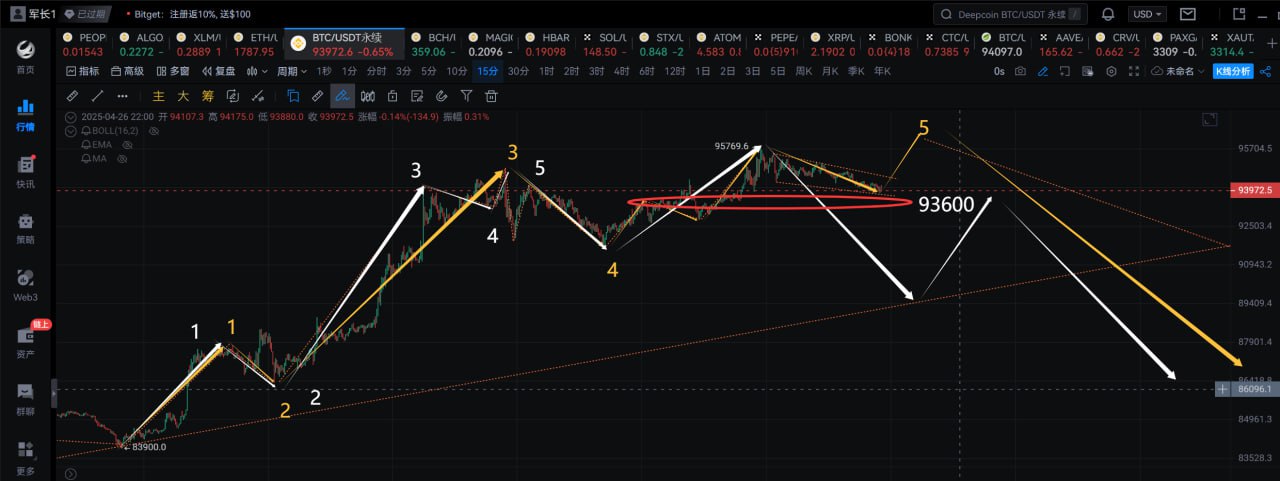 军长1 已过期 • Bitget：注册返10%, 送$100 Deepcoin BTC/USDT 永续 / USD
PEOP ALGO XLM/ ETH/ BTC/USDT永续 BCH/ MAGI HBAR SOL/ STX/ ATOM PEPE/ XRP/ BONK CTC/L BTC/L AAVE CRV/ PAXG XAUT
0.01543 0.2272 0.2889 1 1787.95 93972.6 -0.65% 359.06 - 0.2096 - 0.19098 148.50 - 0.848 -2 4.583 0. 0.0(5)91 2.1902 0 0.0(4)18 0.7385 9 94097.0 165.62 - 0.662 -2 3309 -0. 3314.4 -
首页
行情
快讯
策略
Web3
链上
资产
群聊
更多
指标 高级 多窗 复盘 周期 1秒 1分 分时 3分 5分 10分 15分 30分 1时 2时 3时 4时 6时 12时 1日 2日 3日 5日 周K 月K 季K 年K 0s 未命名 K线分析
主 大 筹
2025-04-26 22:00 开 94107.3 高 94175.0 低 93880.0 收 93972.5 涨幅 -0.14%(-134.9) 振幅 0.31%
BOLL(16,2)
EMA
MA
1
1
2
2
3
3
4
4
5
5
95769.6
93600
←83900.0
95704.5
93972.5
92503.4
90943.2
89409.4
87901.4
86418.8
86096.1
84961.3
83528.3